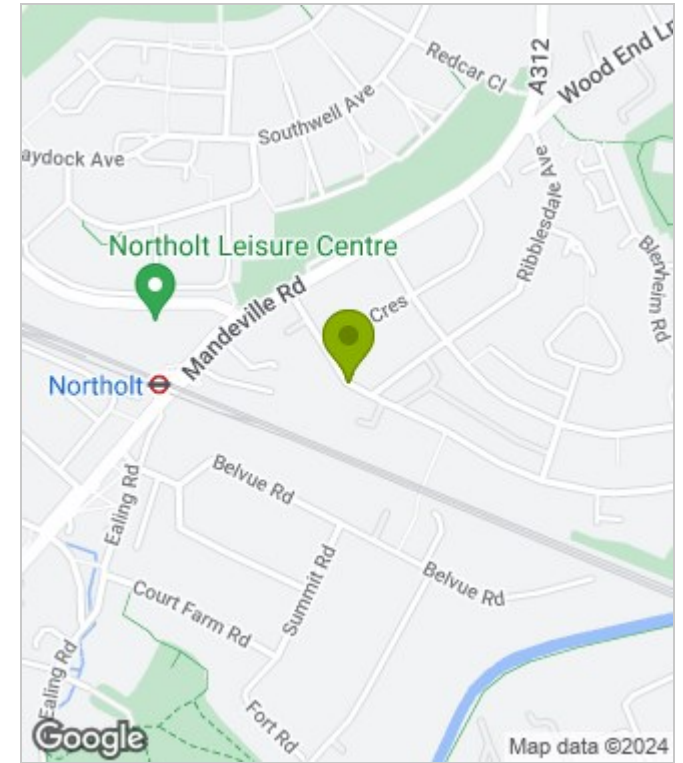 Redcar Cl
A312
Wood End Ln
Southwell Ave
aydock Ave
Ribblesdale Ave
Blenheim Rd
Northolt Leisure Centre
Mandeville Rd
Cres
Northolt
Belvue Rd
Ealing Rd
Summit Rd
Belvue Rd
Court Farm Rd
Ealing Rd
Fort Rd
Google
Map data ©2024